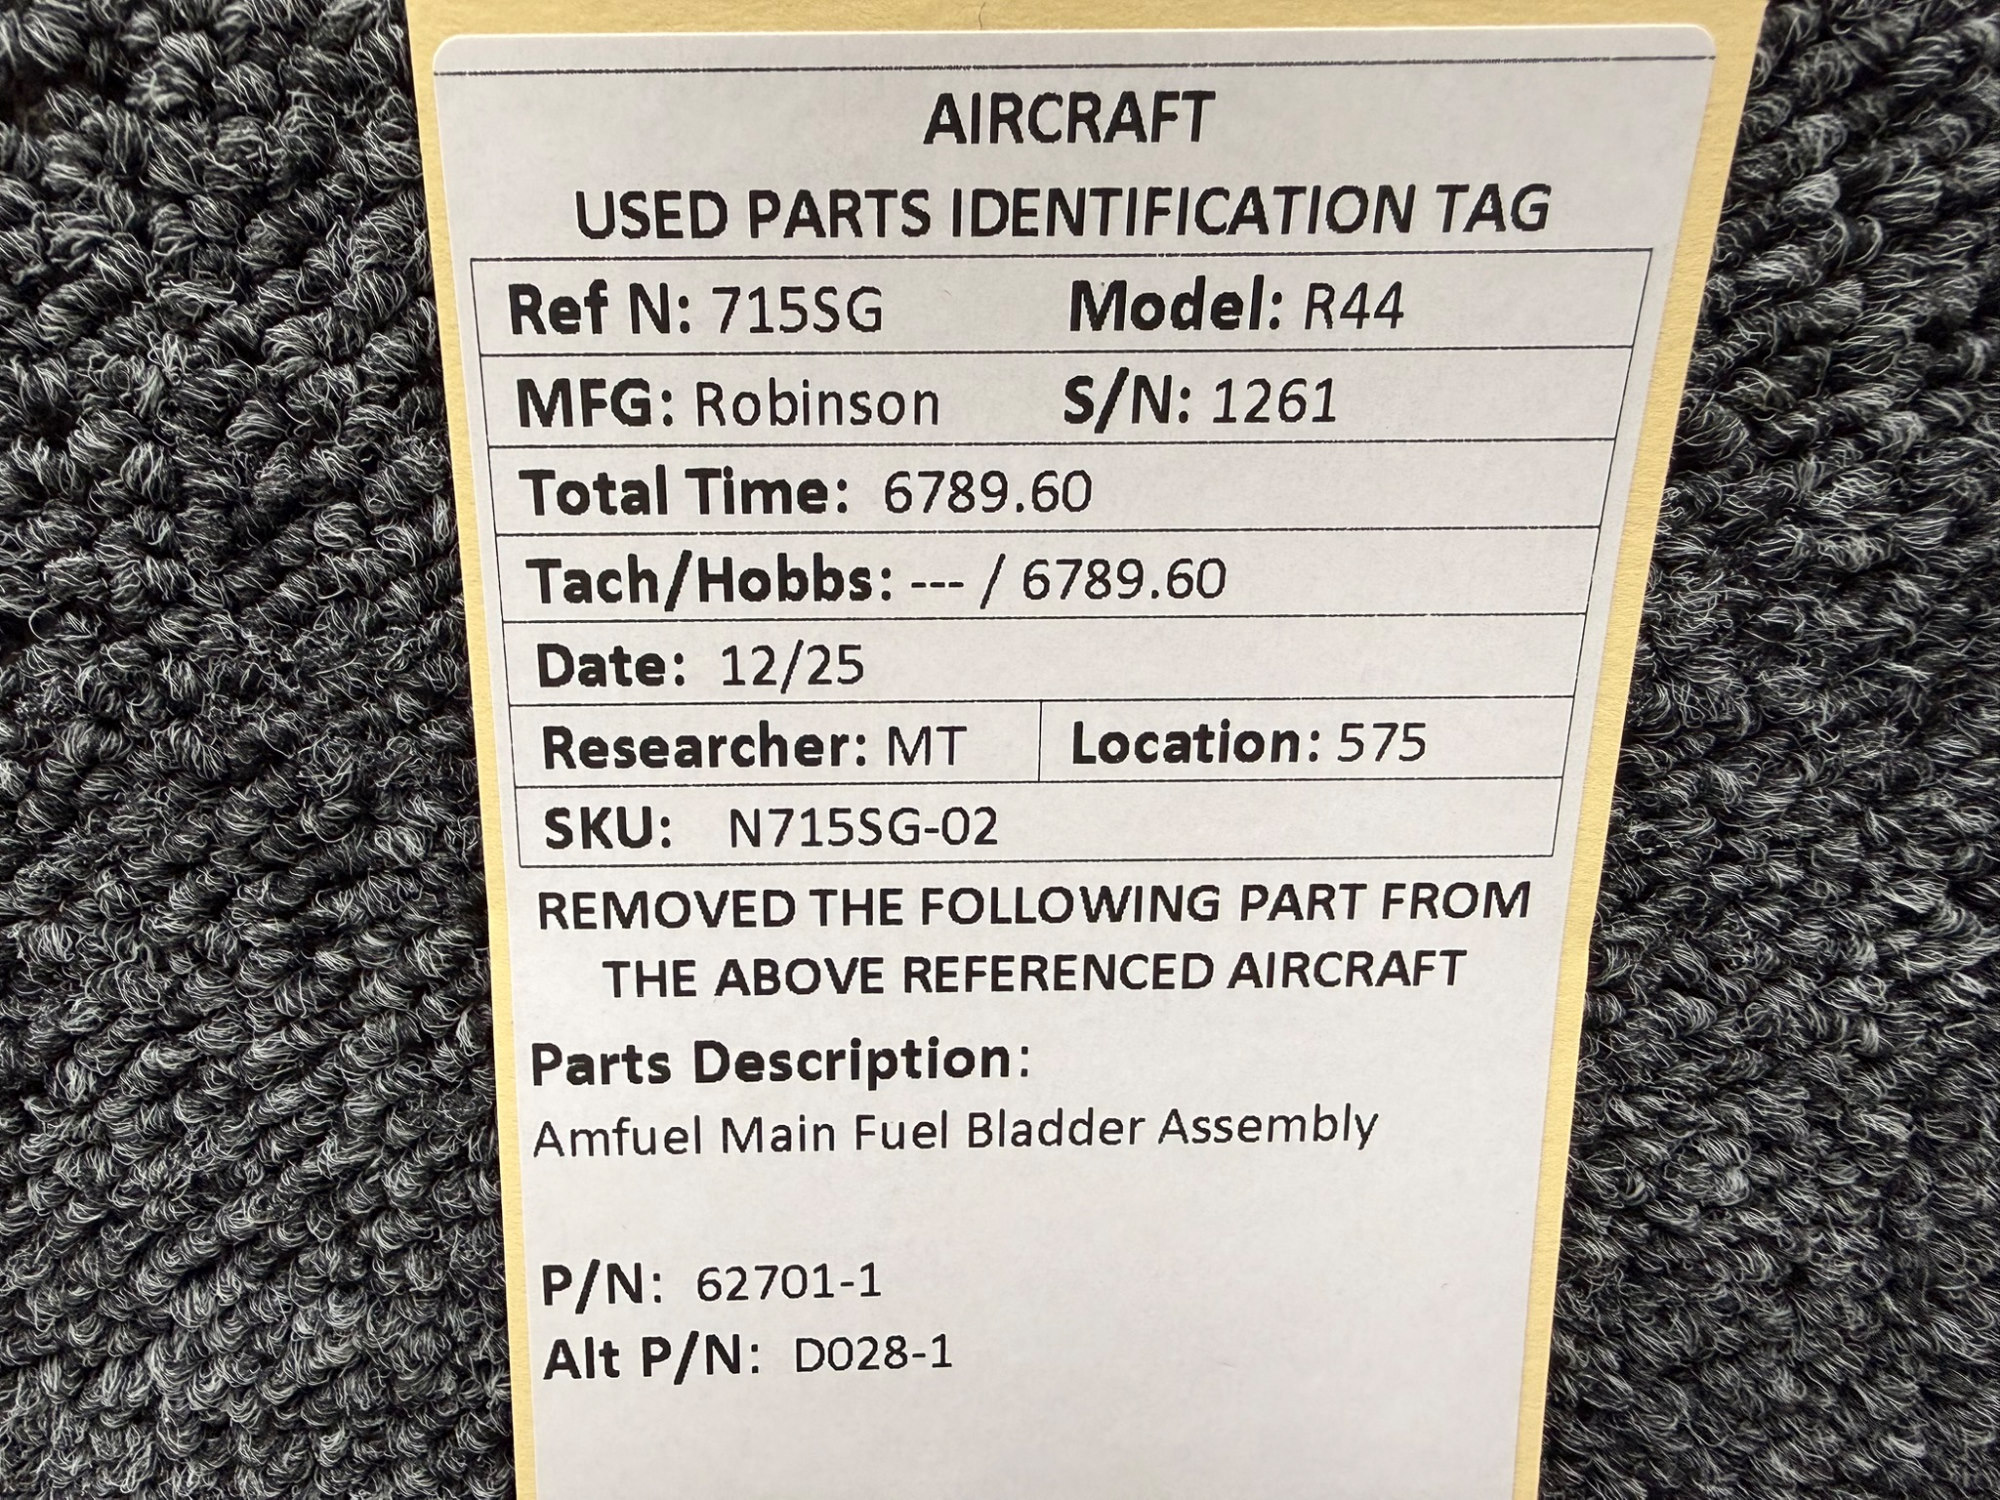 AIRCRAFT
USED PARTS IDENTIFICATION TAG
Ref N: 715SG Model: R44
MFG: Robinson S/N: 1261
Total Time: 6789.60
Tach/Hobbs: --- / 6789.60
Date: 12/25
Researcher: MT Location: 575
SKU: N715SG-02
REMOVED THE FOLLOWING PART FROM
THE ABOVE REFERENCED AIRCRAFT
Parts Description:
Amfuel Main Fuel Bladder Assembly
P/N: 62701-1
Alt P/N: D028-1